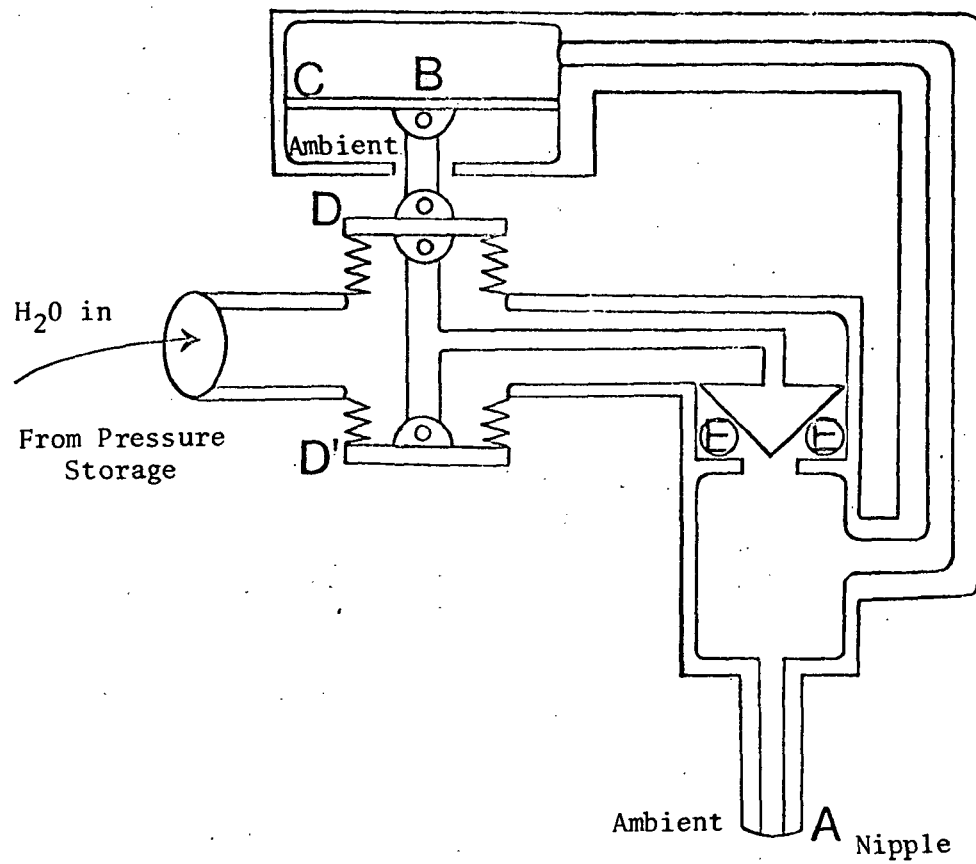 C
B
Ambient
D
H₂O in
From Pressure
Storage
D'
E
E
Ambient
A
Nipple